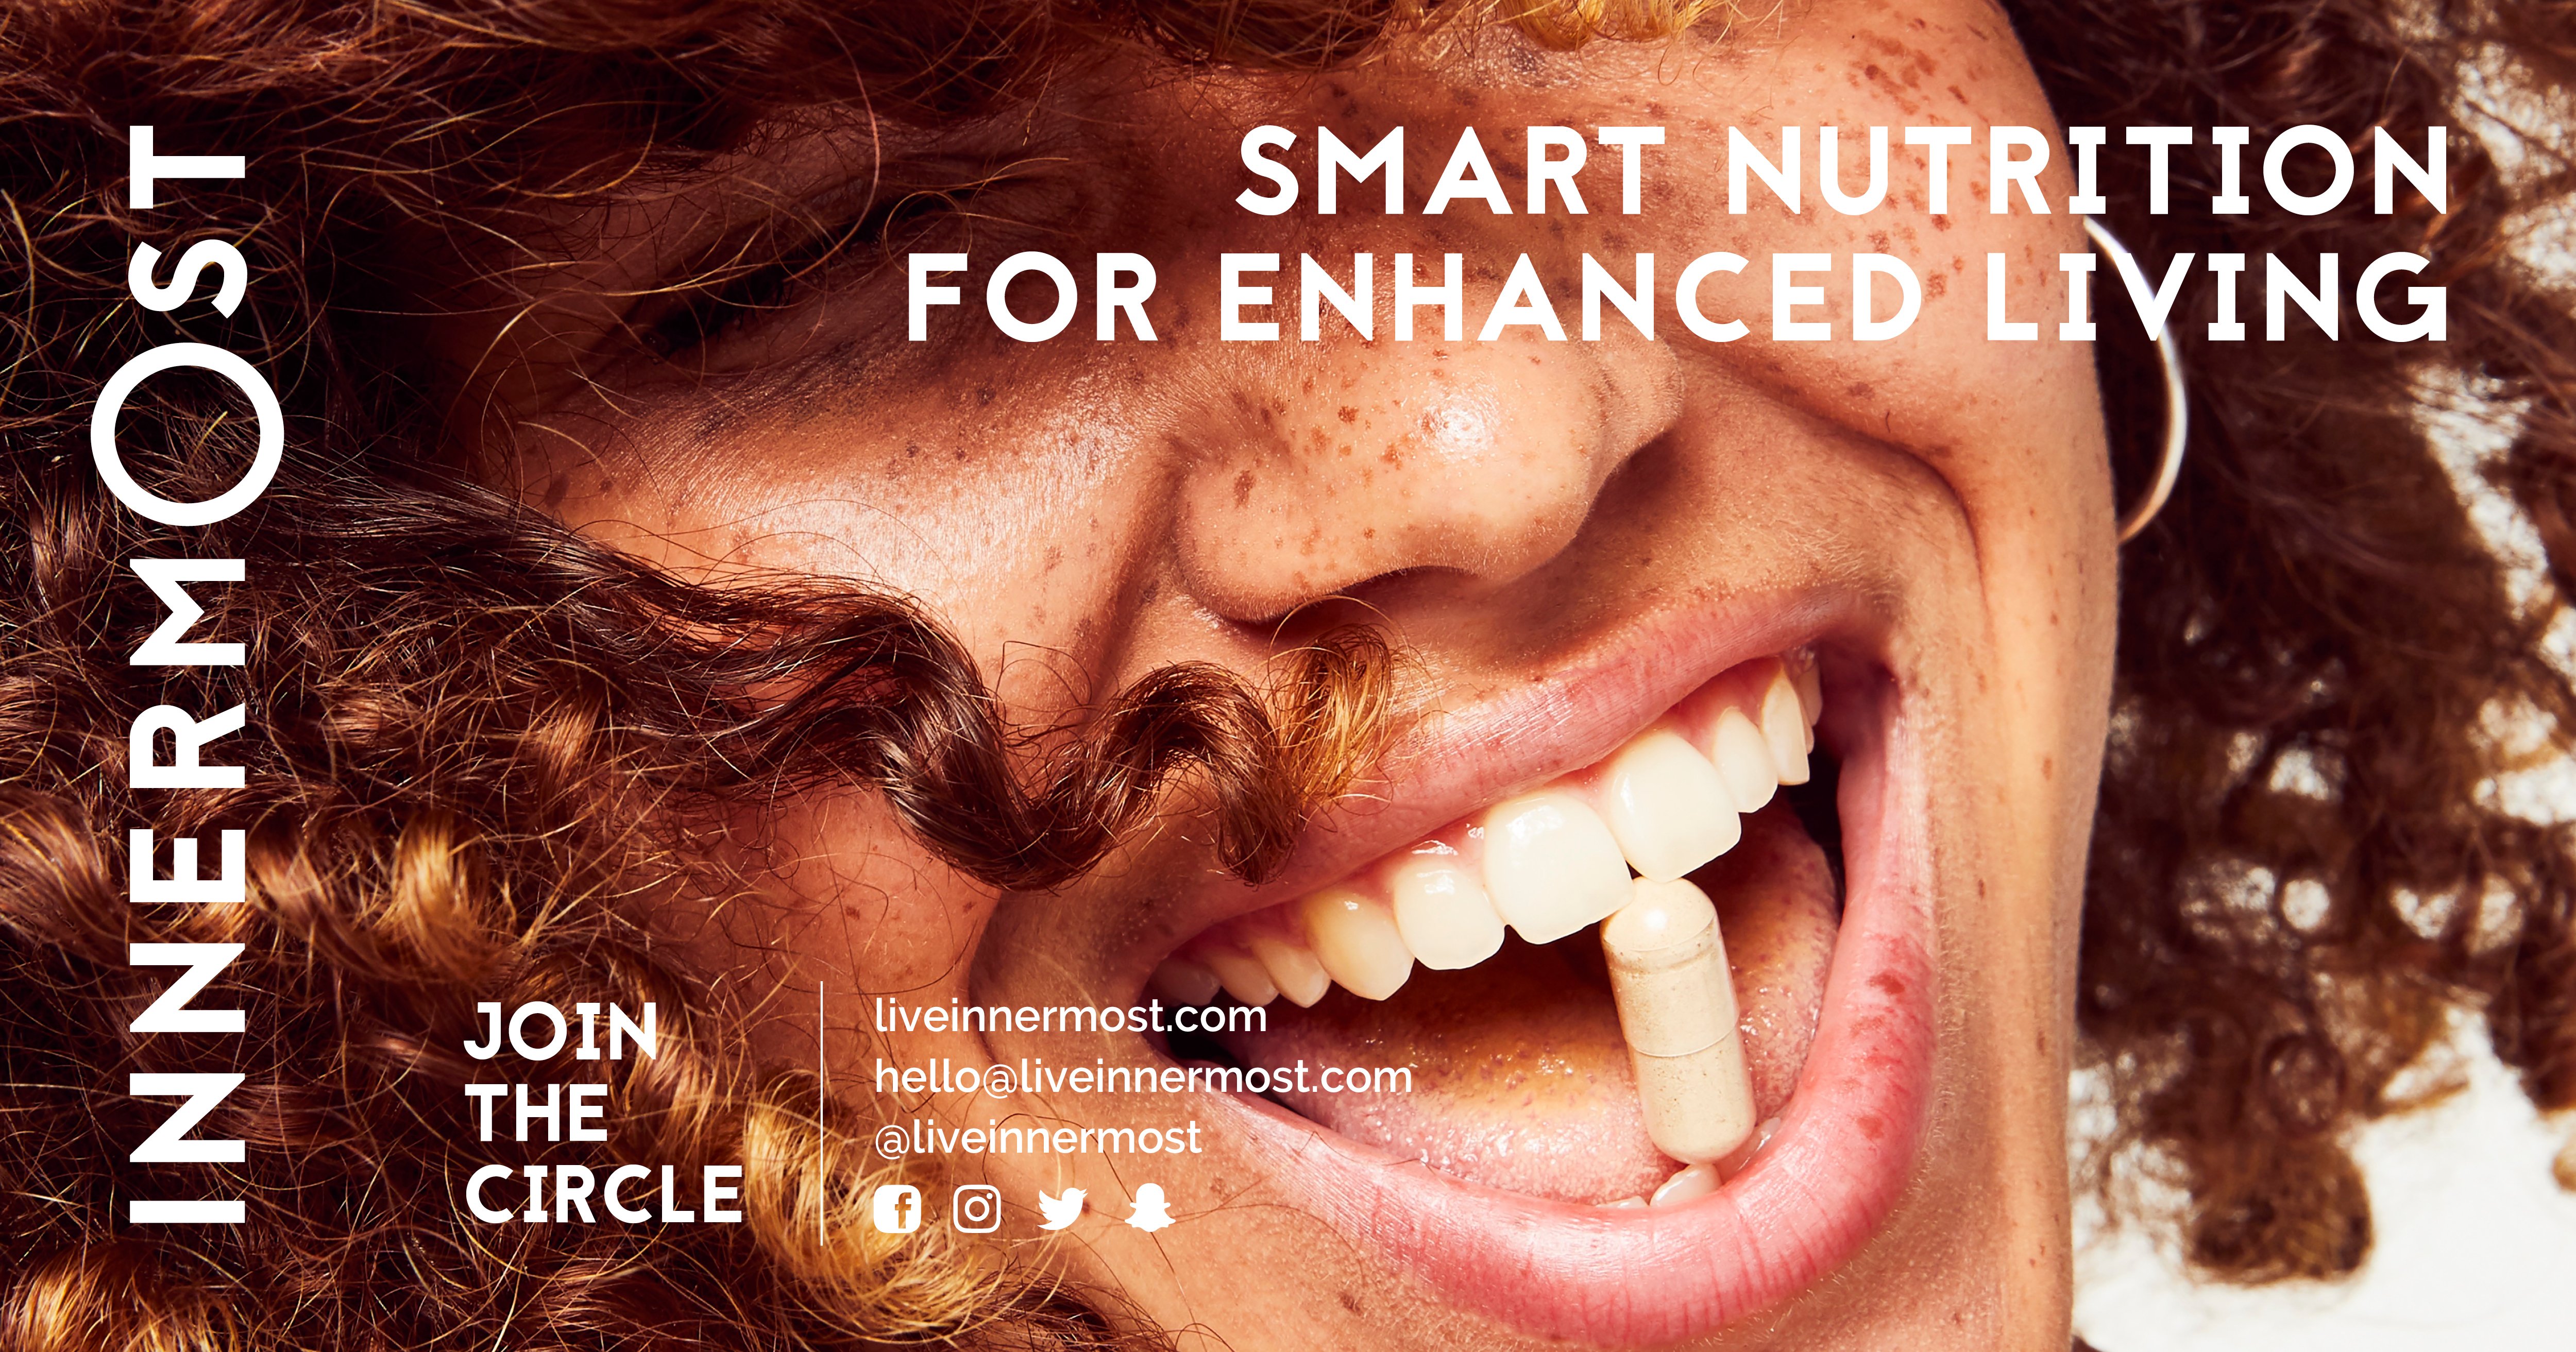 INNERMOST
SMART NUTRITION
FOR ENHANCED LIVING
JOIN
THE
CIRCLE
liveinnermost.com
hello@liveinnermost.com
@liveinnermost